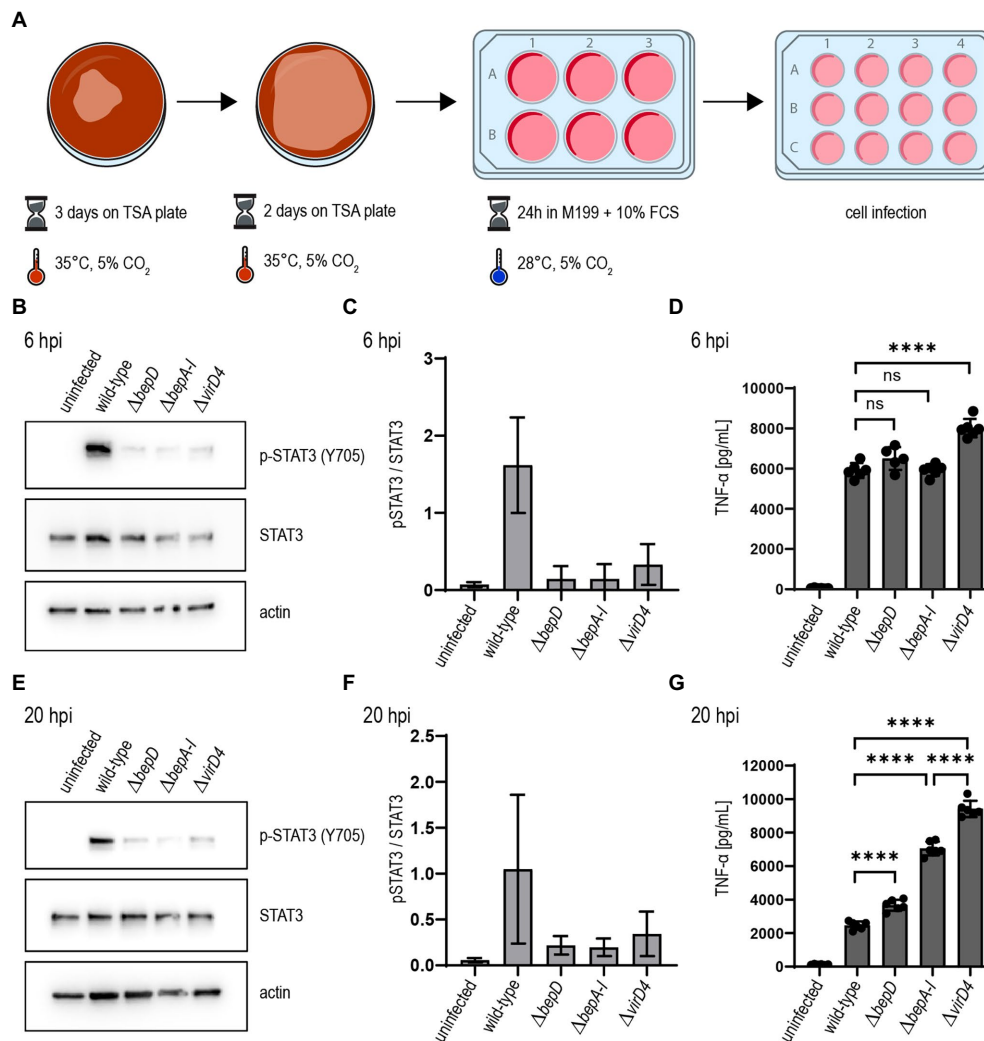 A
1 2 3
A
B
1 2 3 4
A
B
C
3 days on TSA plate
2 days on TSA plate
24h in M199 + 10% FCS
cell infection
35°C, 5% CO₂
35°C, 5% CO₂
28°C, 5% CO₂
B
6 hpi
uninfected
wild-type
ΔbepD
ΔbepA-I
ΔvirD4
p-STAT3 (Y705)
STAT3
actin
C
6 hpi
pSTAT3 / STAT3
3
2
1
0
uninfected
wild-type
ΔbepD
ΔbepA-I
ΔvirD4
D
6 hpi
****
ns
ns
TNF-α [pg/mL]
10000
8000
6000
4000
2000
0
uninfected
wild-type
ΔbepD
ΔbepA-I
ΔvirD4
E
20 hpi
uninfected
wild-type
ΔbepD
ΔbepA-I
ΔvirD4
p-STAT3 (Y705)
STAT3
actin
F
20 hpi
pSTAT3 / STAT3
2.5
2.0
1.5
1.0
0.5
0.0
uninfected
wild-type
ΔbepD
ΔbepA-I
ΔvirD4
G
20 hpi
****
**** ****
****
TNF-α [pg/mL]
12000
10000
8000
6000
4000
2000
0
uninfected
wild-type
ΔbepD
ΔbepA-I
ΔvirD4